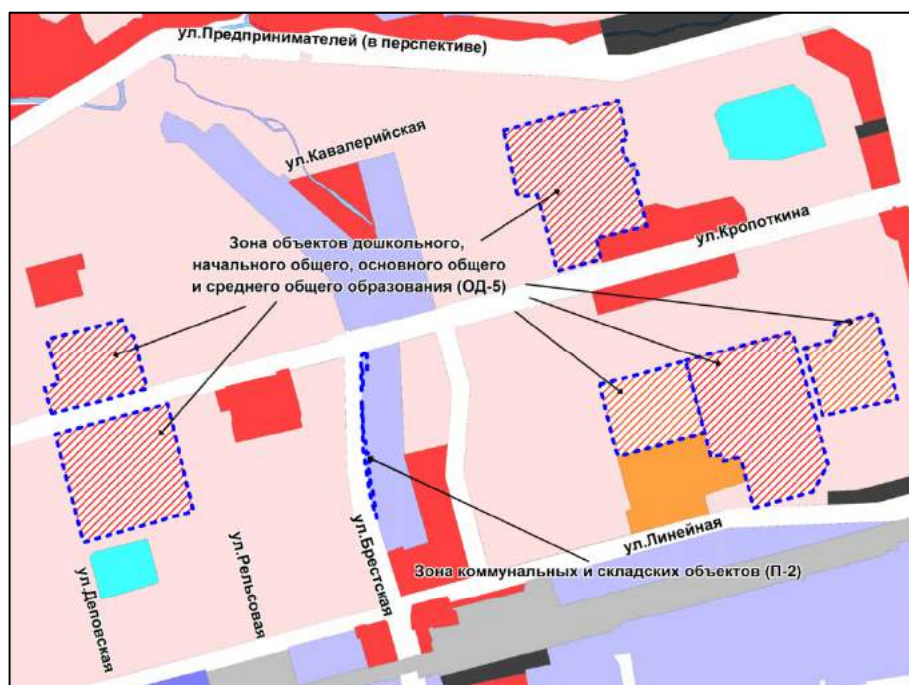 ул.Предпринимателей (в перспективе)
ул.Кавалерийская
ул.Кропоткина
Зона объектов дошкольного,
начального общего, основного общего
и среднего общего образования (ОД-5)
ул.Линейная
Зона коммунальных и складских объектов (П-2)
ул.Деповская
ул.Рельсовая
ул.Брестская